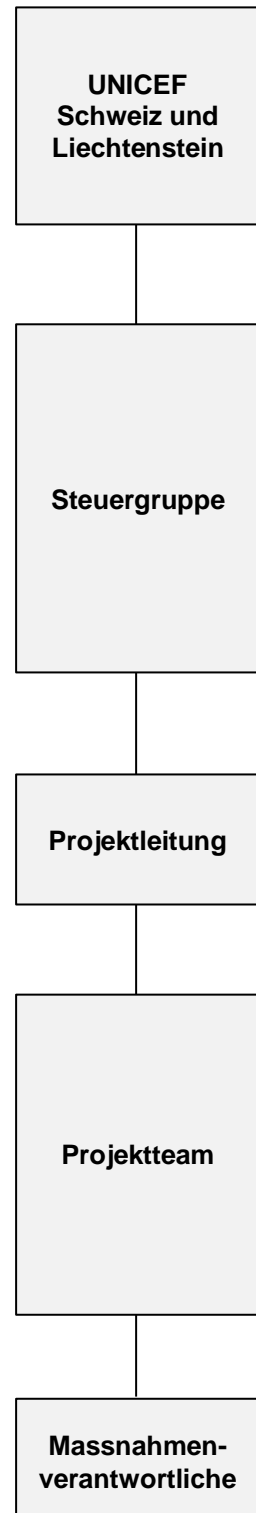 UNICEF
Schweiz und
Liechtenstein
Steuergruppe
Projektleitung
Projektteam
Massnahmen-
verantwortliche